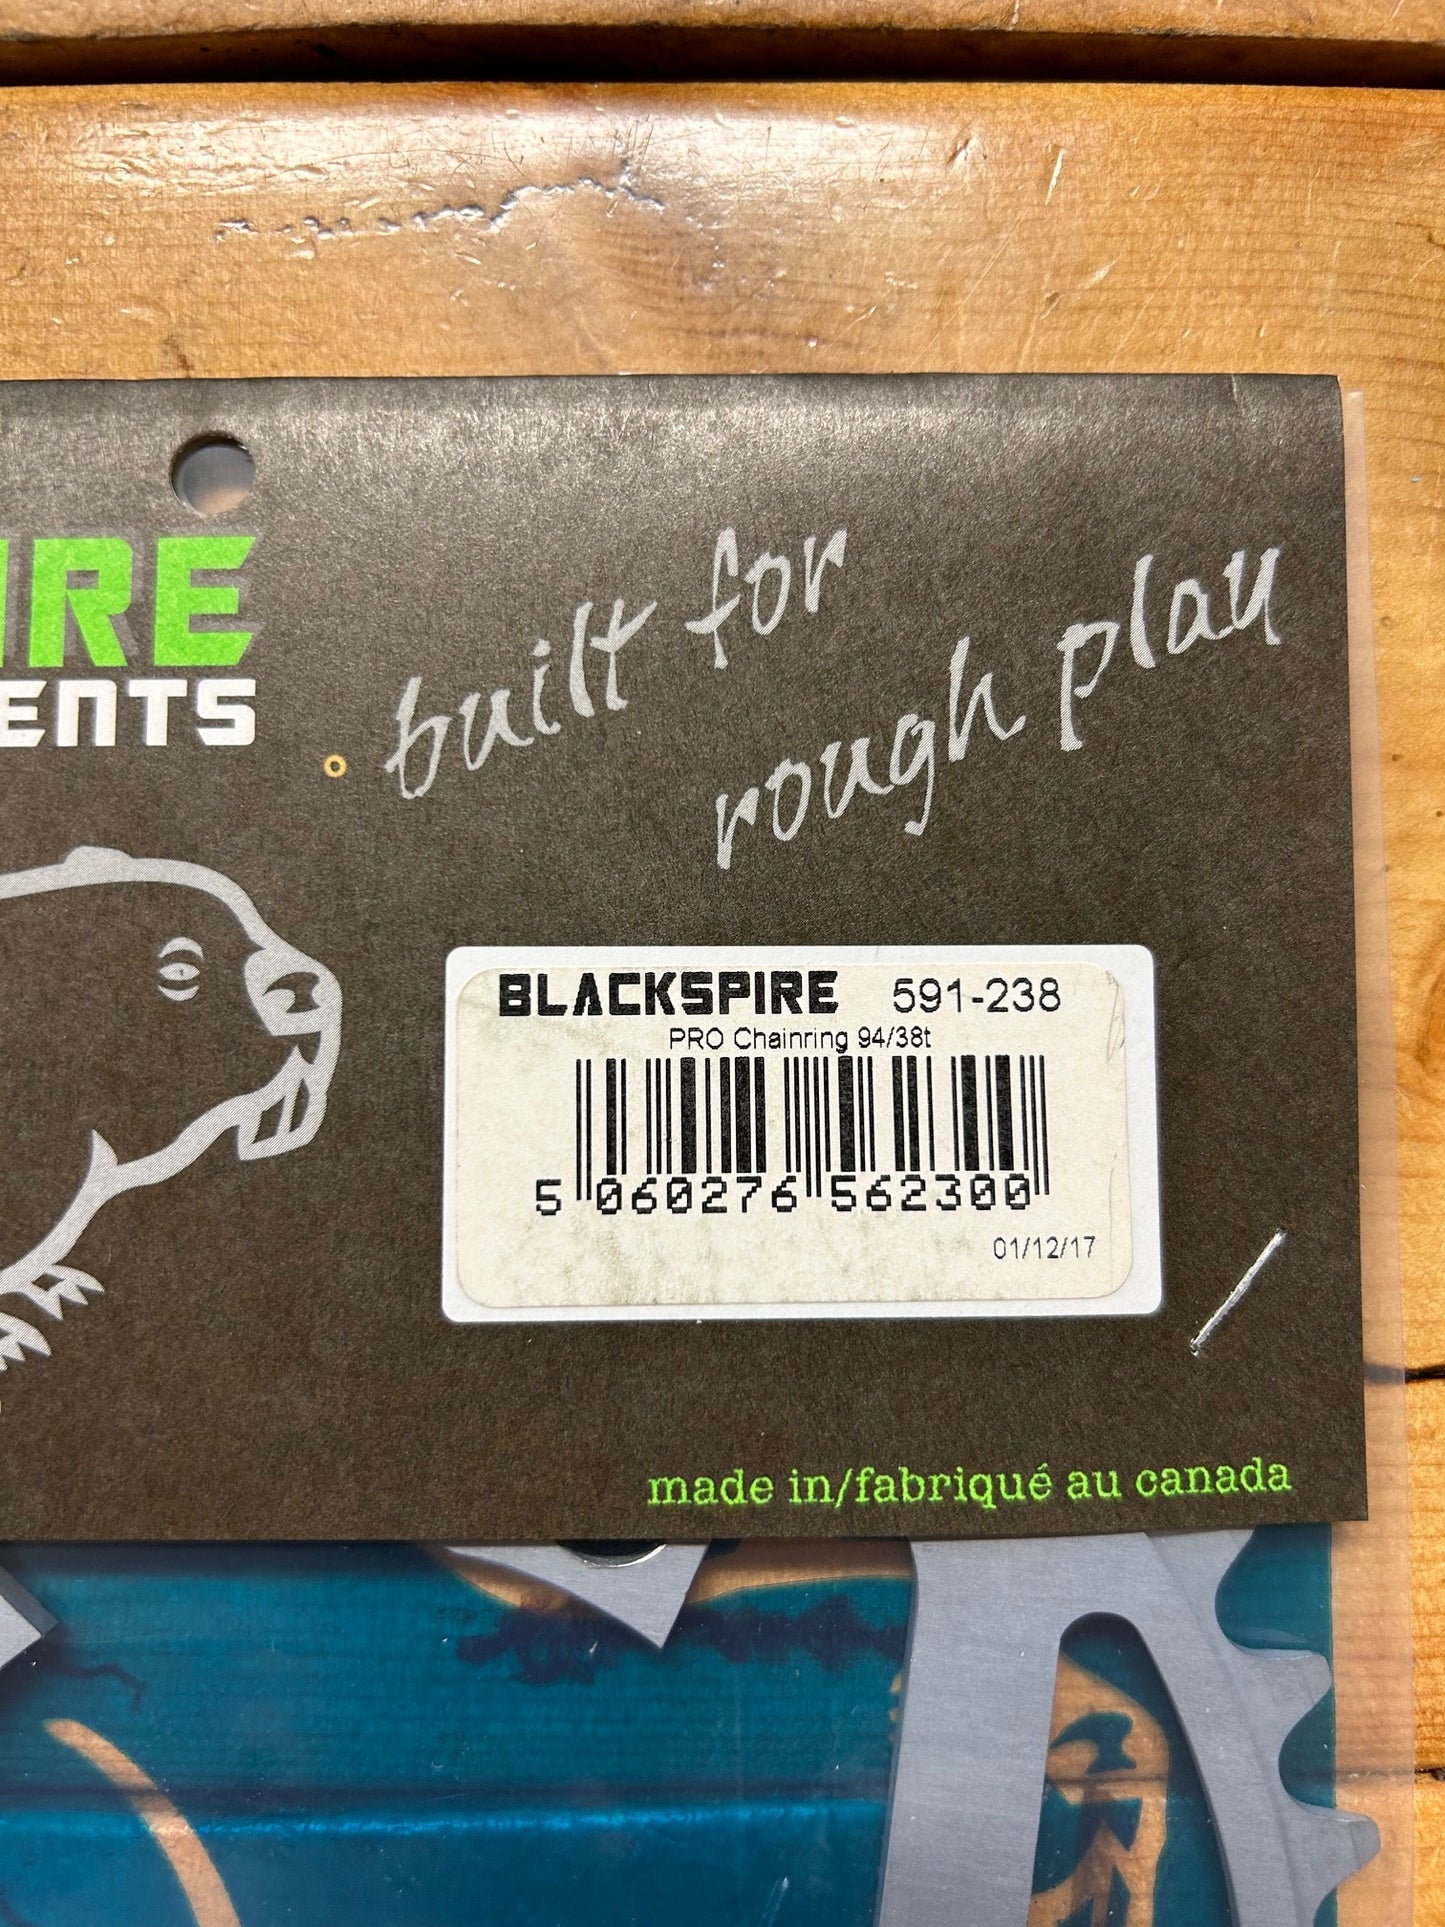 IRE
ENTS
built for
rough play
BLACKSPIRE 591-238
PRO Chainring 94/38t
5 060276 562300
01/12/17
made in/fabriqué au canada